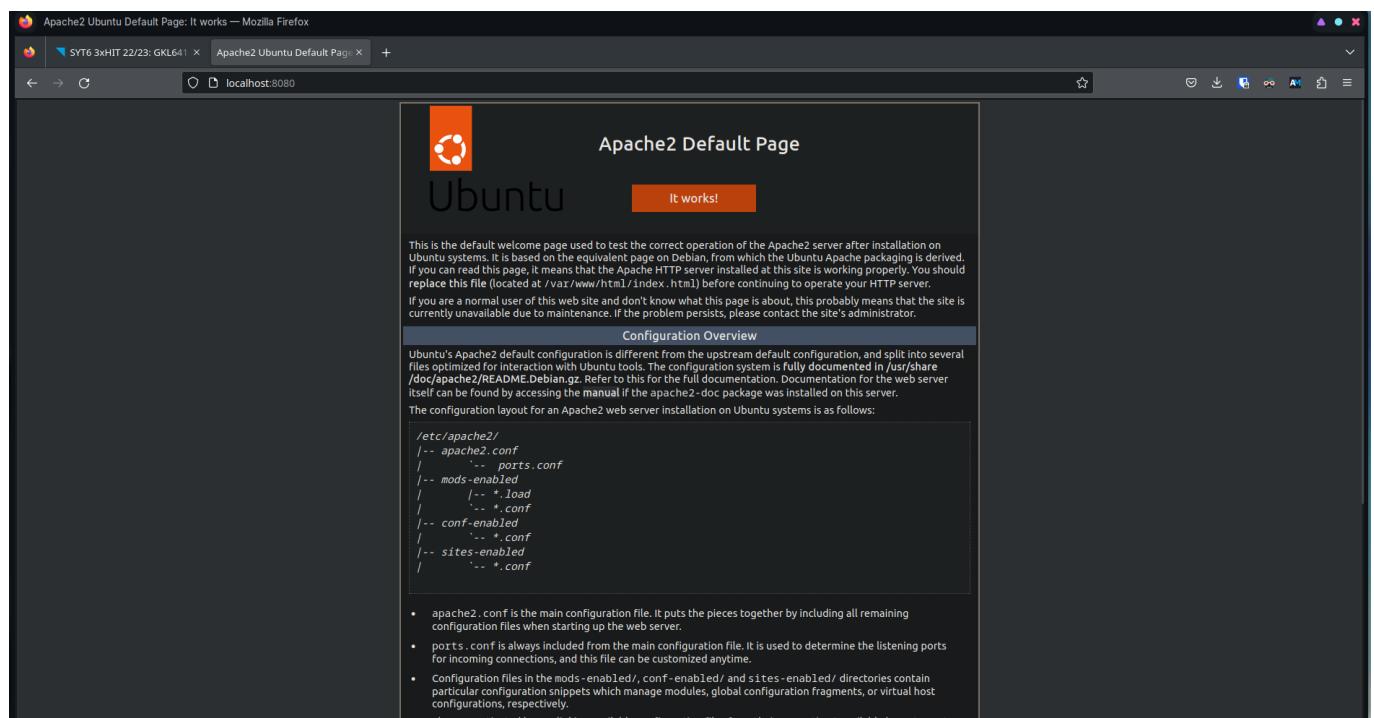 Apache2 Ubuntu Default Page: It works — Mozilla Firefox
SYT6 3xHIT 22/23: GKL641
Apache2 Ubuntu Default Page
localhost:8080
Apache2 Default Page
Ubuntu
It works!
This is the default welcome page used to test the correct operation of the Apache2 server after installation on
Ubuntu systems. It is based on the equivalent page on Debian, from which the Ubuntu Apache packaging is derived.
If you can read this page, it means that the Apache HTTP server installed at this site is working properly. You should
replace this file (located at /var/www/html/index.html) before continuing to operate your HTTP server.
If you are a normal user of this web site and don't know what this page is about, this probably means that the site is
currently unavailable due to maintenance. If the problem persists, please contact the site's administrator.
Configuration Overview
Ubuntu's Apache2 default configuration is different from the upstream default configuration, and split into several
files optimized for interaction with Ubuntu tools. The configuration system is fully documented in /usr/share
/doc/apache2/README.Debian.gz. Refer to this for the full documentation. Documentation for the web server
itself can be found by accessing the manual if the apache2-doc package was installed on this server.
The configuration layout for an Apache2 web server installation on Ubuntu systems is as follows:
/etc/apache2/
|-- apache2.conf
|       `--  ports.conf
|-- mods-enabled
|       |-- *.load
|       `-- *.conf
|-- conf-enabled
|       `-- *.conf
|-- sites-enabled
|       `-- *.conf
• apache2.conf is the main configuration file. It puts the pieces together by including all remaining
configuration files when starting up the web server.
• ports.conf is always included from the main configuration file. It is used to determine the listening ports
for incoming connections, and this file can be customized anytime.
• Configuration files in the mods-enabled/, conf-enabled/ and sites-enabled/ directories contain
particular configuration snippets which manage modules, global configuration fragments, or virtual host
configurations, respectively.